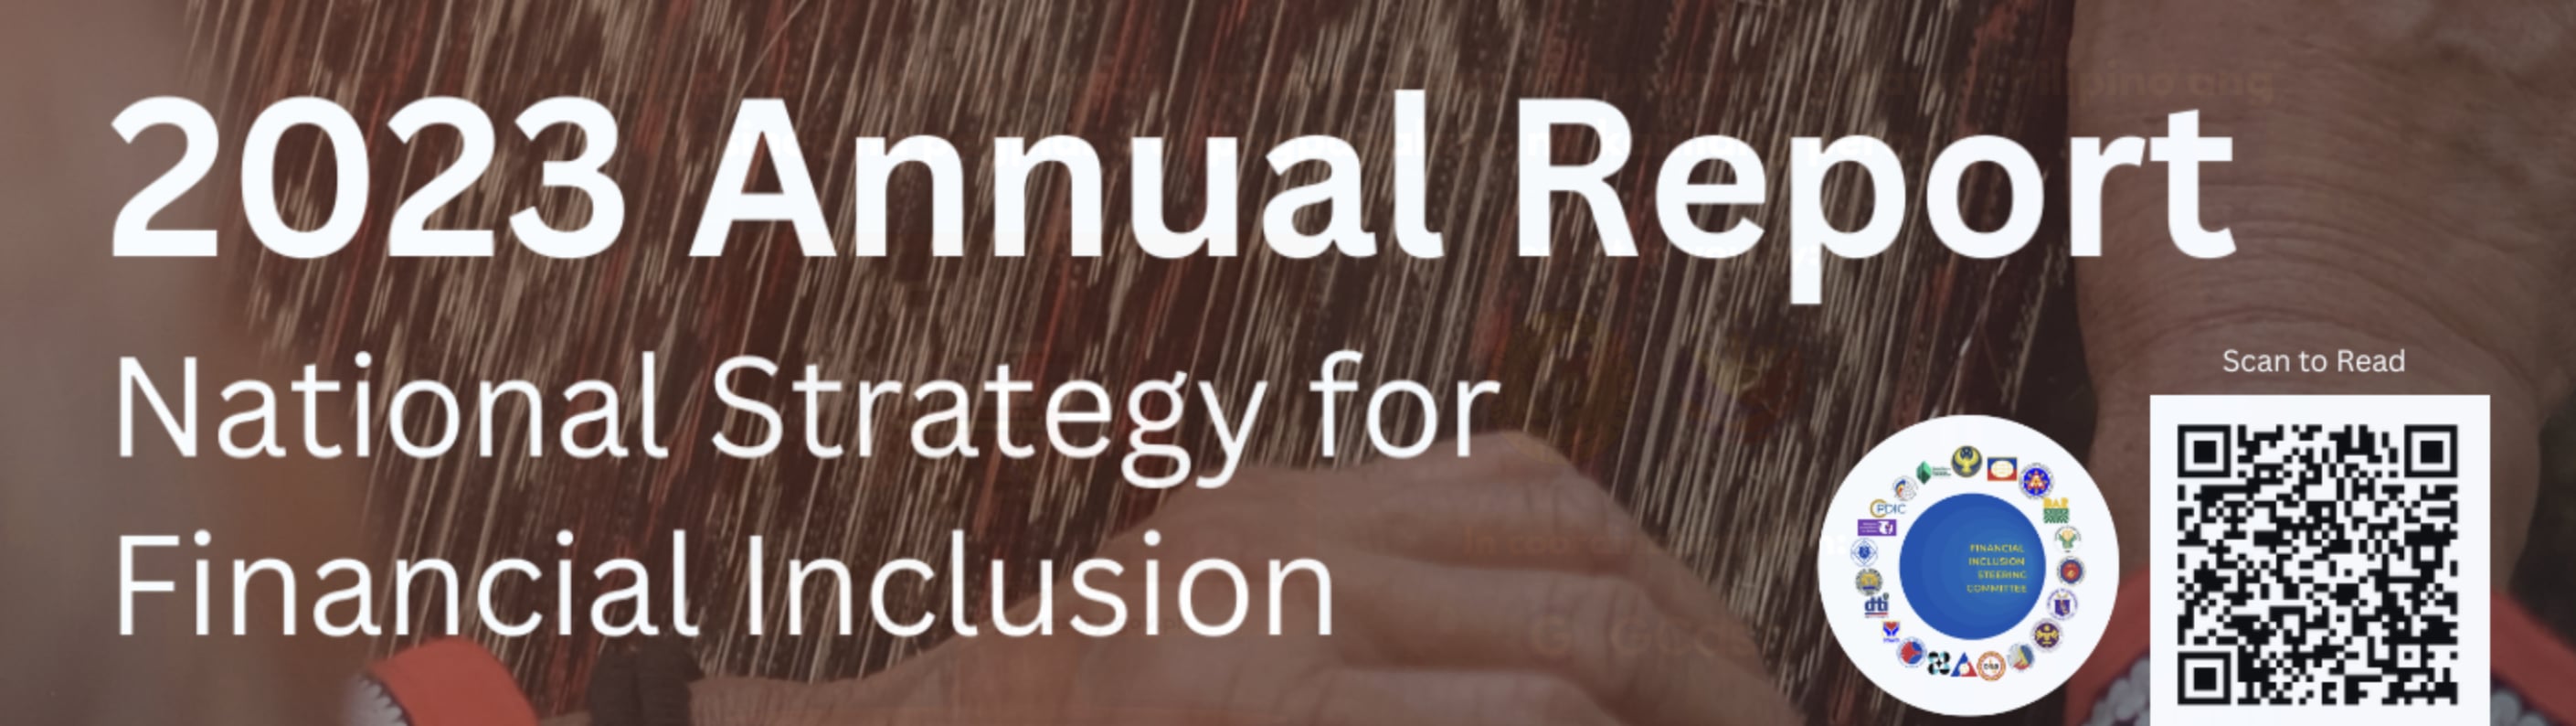 2023 Annual Report
National Strategy for
Financial Inclusion
Scan to Read
FINANCIAL
INCLUSION
STEERING
COMMITTEE
PDIC
dti